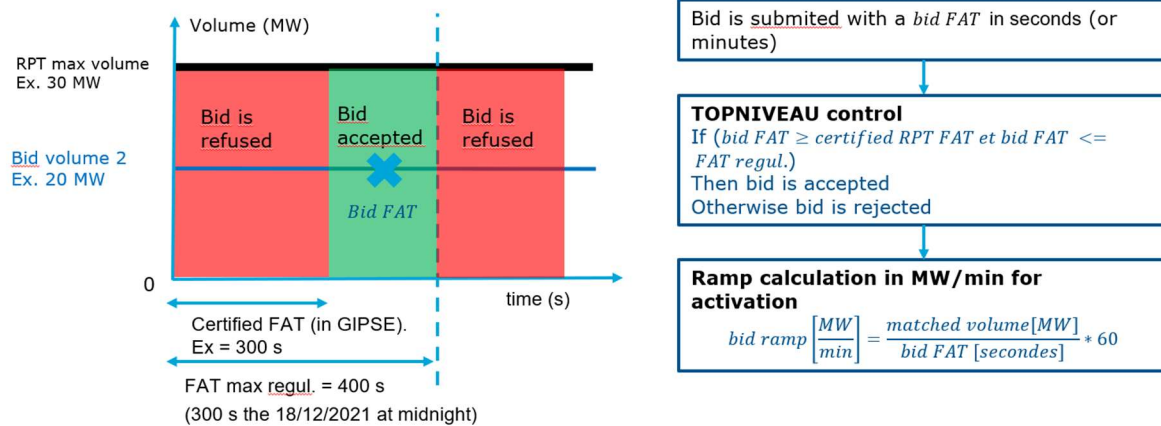 Volume (MW)
RPT max volume
Ex. 30 MW
Bid is
refused
Bid
accepted
Bid is
refused
Bid volume 2
Ex. 20 MW
Bid FAT
0
time (s)
Certified FAT (in GIPSE).
Ex = 300 s
FAT max regul. = 400 s
(300 s the 18/12/2021 at midnight)
Bid is submited with a bid FAT in seconds (or
minutes)
TOPNIVEAU control
If (bid FAT ≥ certified RPT FAT et bid FAT <=
FAT regul.)
Then bid is accepted
Otherwise bid is rejected
Ramp calculation in MW/min for
activation
bid ramp [MW/min] = matched volume[MW]/bid FAT [secondes] * 60